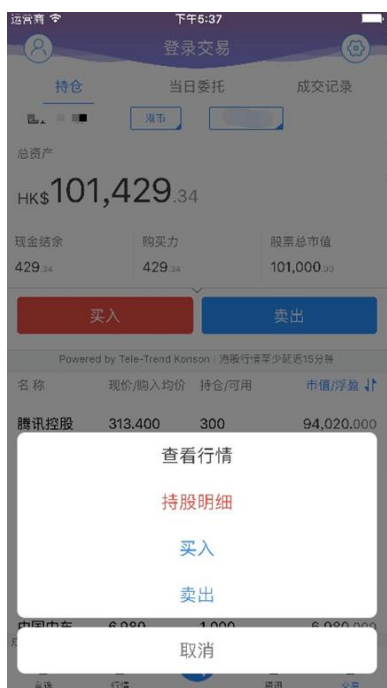 运营商 下午5:37
登录交易
持仓 当日委托 成交记录
港币
总资产
HK$101,429.34
现金结余 购买力 股票总市值
429.34 429.34 101,000.00
买入 卖出
Powered by Tele-Trend Konson | 港股行情至少延迟15分钟
名称 现价/购入均价 持仓/可用 市值/浮盈
腾讯控股 313.400 300 94,020.000
查看行情
持股明细
买入
卖出
6.980 1,000 6,980.000
取消
行情 资讯 交易